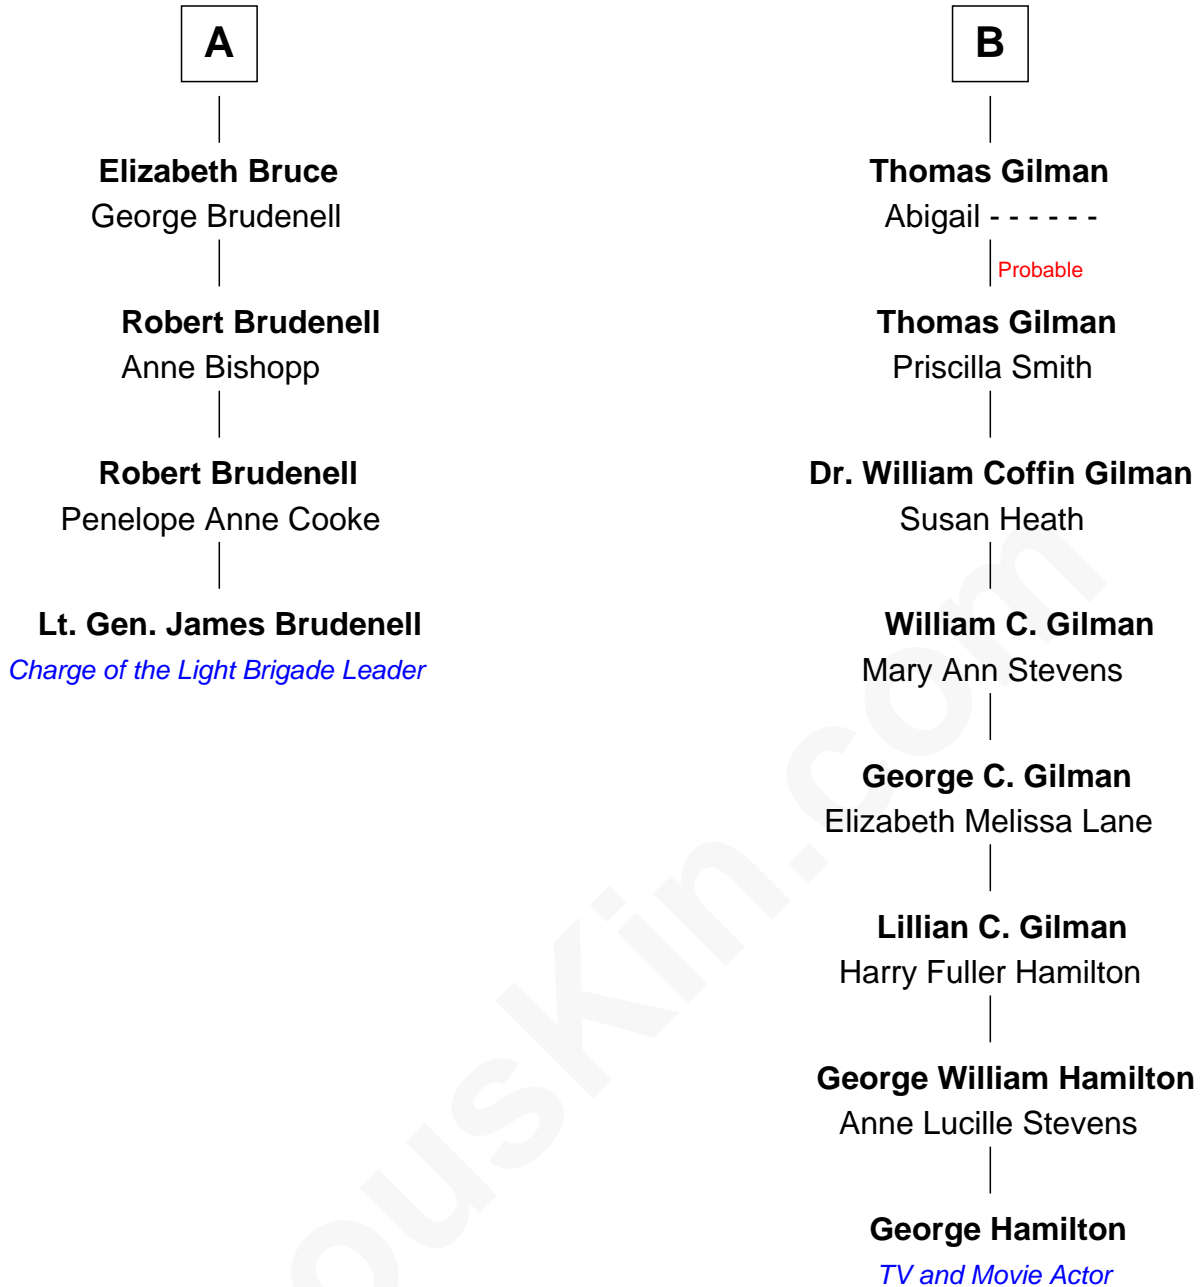 A
Elizabeth Bruce
George Brudenell
Robert Brudenell
Anne Bishopp
Robert Brudenell
Penelope Anne Cooke
Lt. Gen. James Brudenell
Charge of the Light Brigade Leader
B
Thomas Gilman
Abigail - - - - - -
Probable
Thomas Gilman
Priscilla Smith
Dr. William Coffin Gilman
Susan Heath
William C. Gilman
Mary Ann Stevens
George C. Gilman
Elizabeth Melissa Lane
Lillian C. Gilman
Harry Fuller Hamilton
George William Hamilton
Anne Lucille Stevens
George Hamilton
TV and Movie Actor
ousKin.com